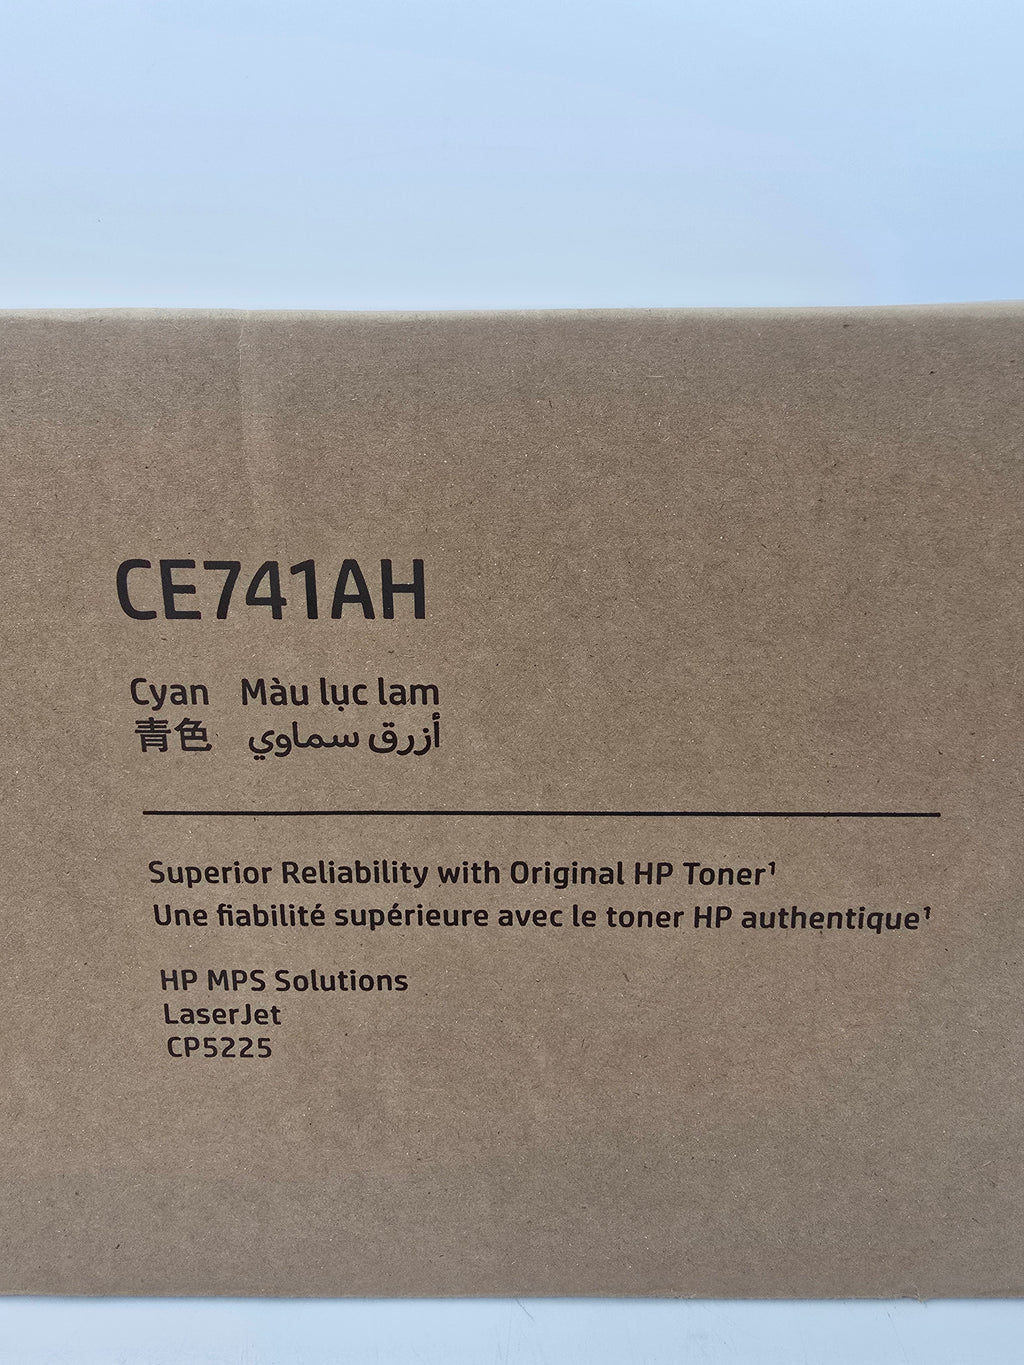 CE741AH
Cyan Màu lục lam
青色 أزرق سماوي
Superior Reliability with Original HP Toner¹
Une fiabilité supérieure avec le toner HP authentique¹
HP MPS Solutions
LaserJet
CP5225